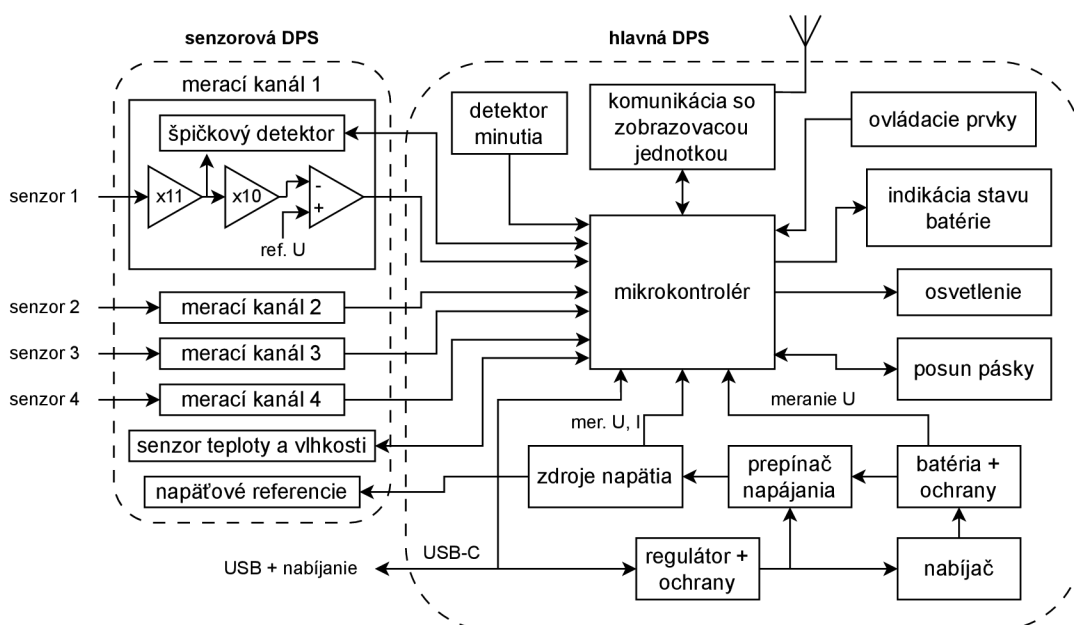 senzorová DPS
hlavná DPS
merací kanál 1
špičkový detektor
x11
x10
-
+
ref. U
senzor 1
senzor 2
merací kanál 2
senzor 3
merací kanál 3
senzor 4
merací kanál 4
senzor teploty a vlhkosti
napäťové referencie
detektor
minutia
komunikácia so
zobrazovacou
jednotkou
ovládacie prvky
indikácia stavu
batérie
mikrokontrolér
osvetlenie
posun pásky
meranie U
mer. U, I
zdroje napätia
prepínač
napájania
batéria +
ochrany
USB-C
USB + nabíjanie
regulátor +
ochrany
nabíjač